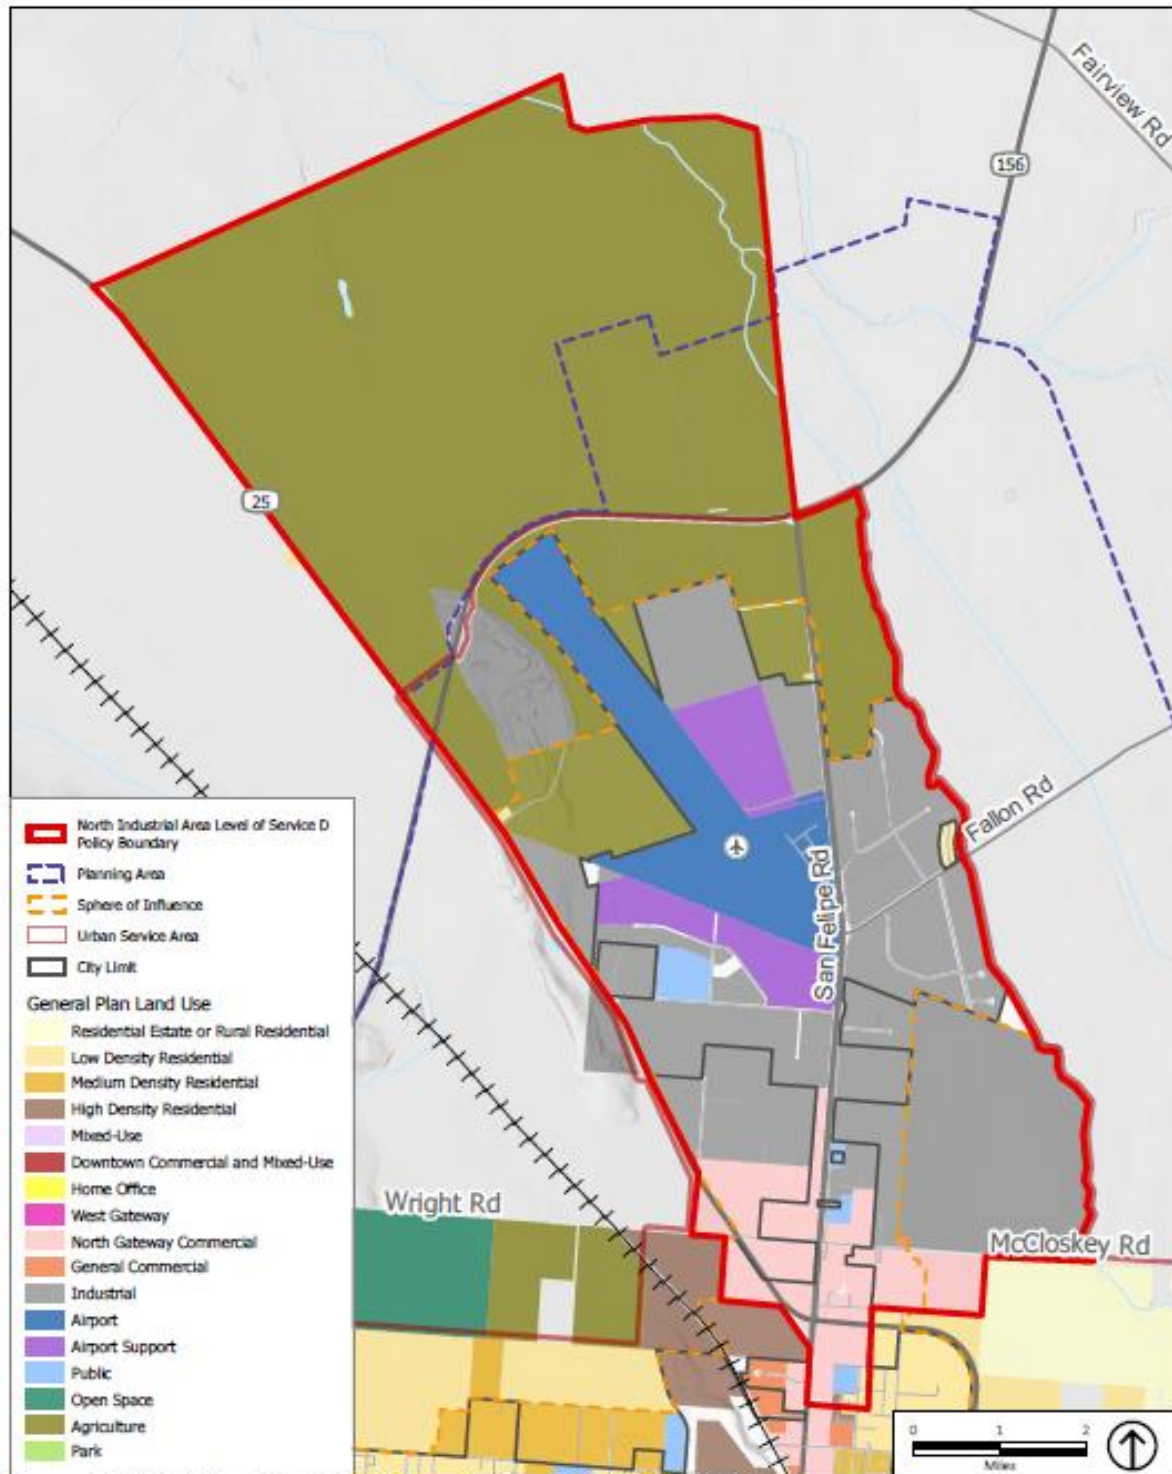 Fairview Rd
156
25
Fallon Rd
San Felipe Rd
North Industrial Area Level of Service D
Policy Boundary
Planning Area
Sphere of Influence
Urban Service Area
City Limit
General Plan Land Use
Residential Estate or Rural Residential
Low Density Residential
Medium Density Residential
High Density Residential
Mixed-Use
Downtown Commercial and Mixed-Use
Home Office
West Gateway
North Gateway Commercial
General Commercial
Industrial
Airport
Airport Support
Public
Open Space
Agriculture
Park
Wright Rd
McCloskey Rd
0 1 2
Miles